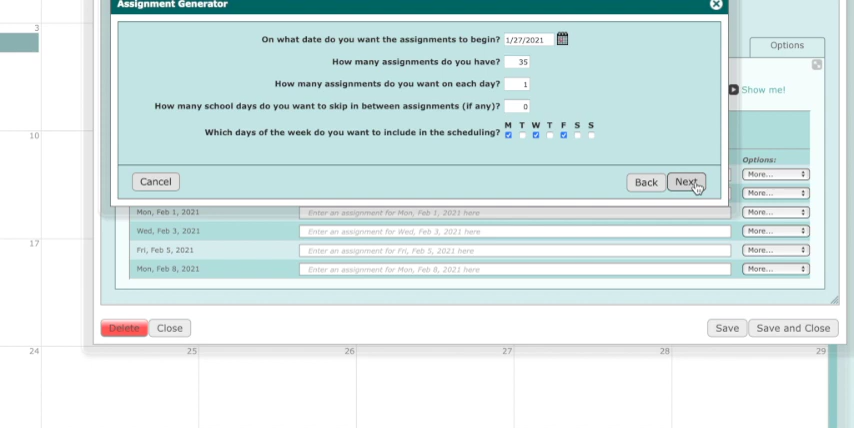 Assignment Generator
3
On what date do you want the assignments to begin? 1/27/2021
How many assignments do you have? 35
How many assignments do you want on each day? 1
How many school days do you want to skip in between assignments (if any)? 0
M T W T F S S
Which days of the week do you want to include in the scheduling?
Options
Show me!
10
Options:
Cancel
Back
Next
More...
More...
Mon, Feb 1, 2021 Enter an assignment for Mon, Feb 1, 2021 here More...
Wed, Feb 3, 2021 Enter an assignment for Wed, Feb 3, 2021 here More...
17
Fri, Feb 5, 2021 Enter an assignment for Fri, Feb 5, 2021 here More...
Mon, Feb 8, 2021 Enter an assignment for Mon, Feb 8, 2021 here More...
Delete Close Save Save and Close
24 25 26 27 28 29